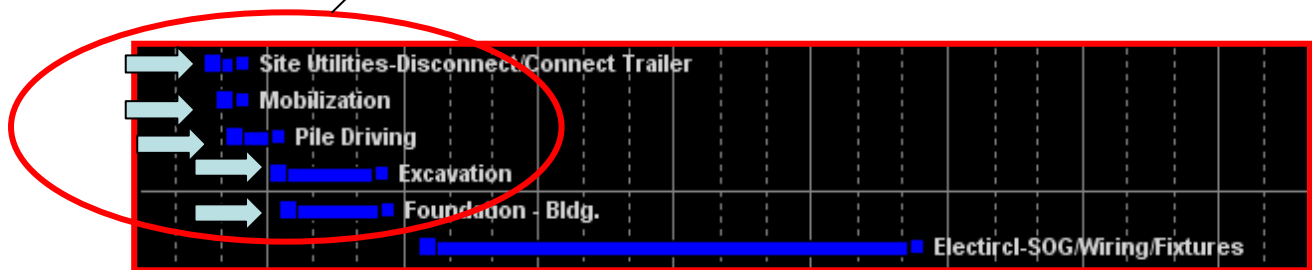 Site Utilities-Disconnect/Connect Trailer
Mobilization
Pile Driving
Excavation
Foundation - Bldg.
Electircl-SOG/Wiring/Fixtures